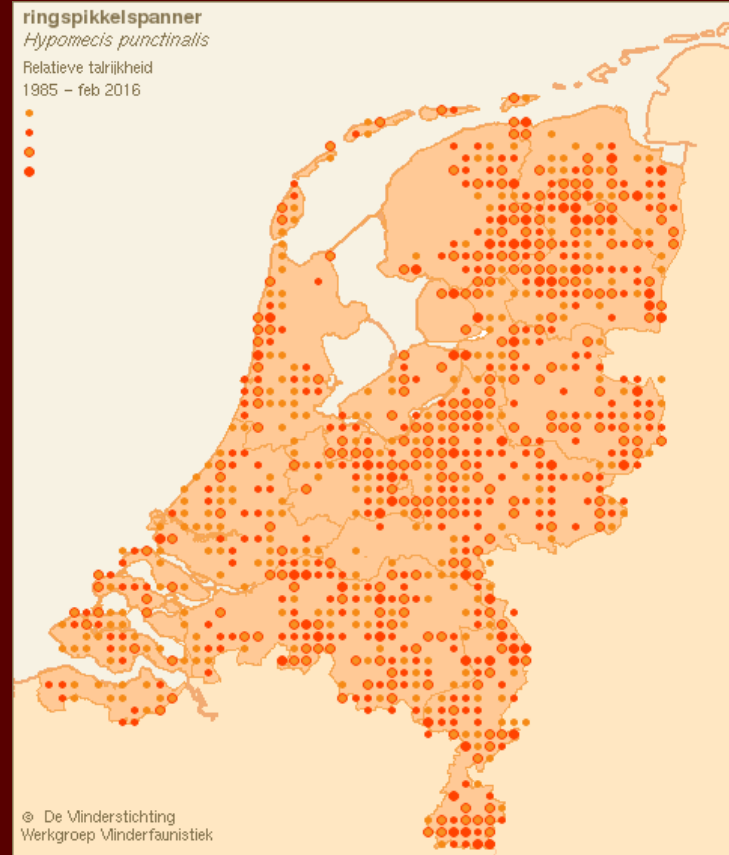 ringspikkelspanner
Hypomecis punctinalis
Relatieve talrijkheid
1985 – feb 2016
© De Vlinderstichting
Werkgroep Vlinderfaunistiek